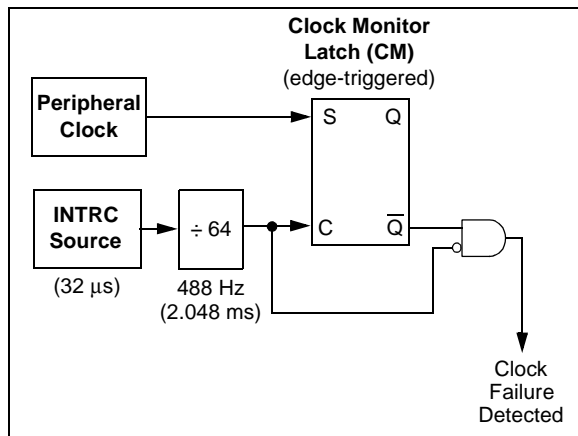 Clock Monitor
Latch (CM)
(edge-triggered)
Peripheral
Clock
S
Q
INTRC
Source
÷ 64
C
Q̅
(32 μs)
488 Hz
(2.048 ms)
Clock
Failure
Detected